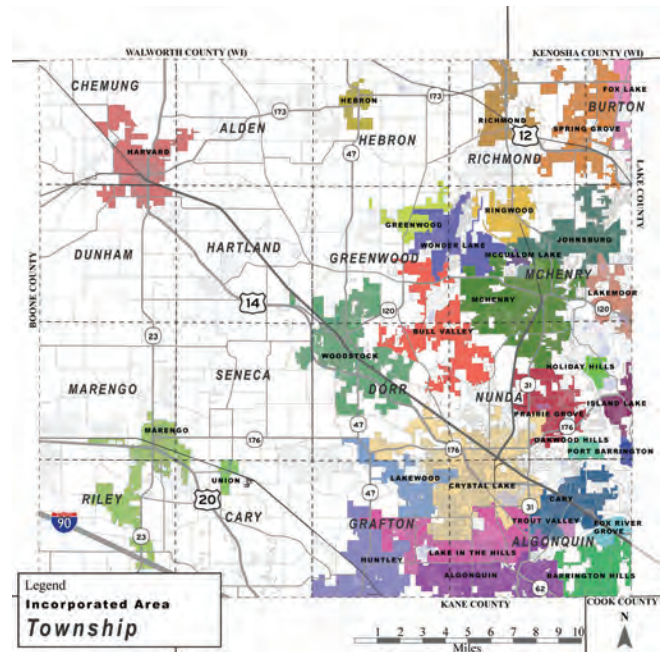 WALWORTH COUNTY (WI)
KENOSHA COUNTY (WI)
CHEMUNG
FOX LAKE
BURTON
HEBRON
173
173
RICHMOND
SPRING GROVE
ALDEN
HARVARD
47
HEBRON
12
RICHMOND
LAKE COUNTY
RINGWOOD
GREENWOOD
JOHNSBURG
DUNHAM
HARTLAND
GREENWOOD
WONDER LAKE
MCCULLOM LAKE
MCHENRY
BOONE COUNTY
14
MCHENRY
LAKEMOOR
120
120
23
BULL VALLEY
WOODSTOCK
HOLIDAY HILLS
MARENGO
SENECA
DORR
NUNDA
31
ISLAND LAKE
PRAIRIE GROVE
47
176
MARENGO
176
176
OAKWOOD HILLS
PORT BARRINGTON
UNION
LAKEWOOD
CRYSTAL LAKE
RILEY
20
CARY
47
31
CARY
90
GRAFTON
TROUT VALLEY
FOX RIVER
GROVE
23
LAKE IN THE HILLS
ALGONQUIN
HUNTLEY
ALGONQUIN
BARRINGTON HILLS
62
Legend
Incorporated Area
Township
KANE COUNTY
COOK COUNTY
N
1 2 3 4 5 6 7 8 9 10
Miles